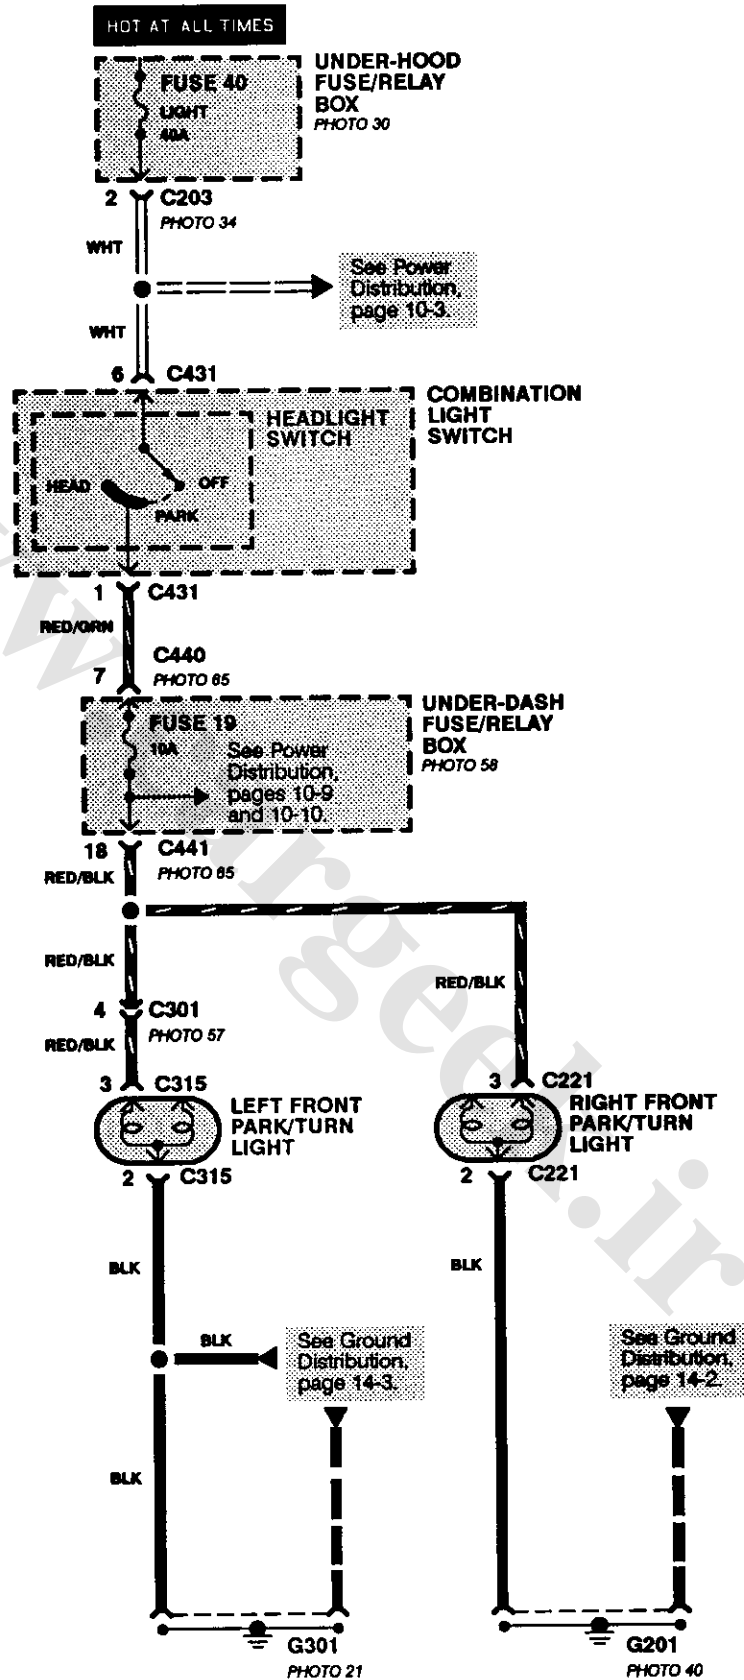 HOT AT ALL TIMES
UNDER-HOOD
FUSE/RELAY
BOX
PHOTO 30
FUSE 40
LIGHT
40A
2 C203
PHOTO 34
WHT
See Power
Distribution,
page 10-3.
WHT
6 C431
COMBINATION
LIGHT
SWITCH
HEADLIGHT
SWITCH
HEAD
OFF
PARK
1 C431
RED/GRN
C440
7 PHOTO 65
UNDER-DASH
FUSE/RELAY
BOX
PHOTO 58
FUSE 19
10A
See Power
Distribution,
pages 10-9
and 10-10.
18 C441
PHOTO 65
RED/BLK
RED/BLK
RED/BLK
4 C301
PHOTO 57
RED/BLK
3 C315
LEFT FRONT
PARK/TURN
LIGHT
2 C315
3 C221
RIGHT FRONT
PARK/TURN
LIGHT
2 C221
BLK
BLK
BLK
See Ground
Distribution,
page 14-3.
See Ground
Distribution,
page 14-2.
BLK
G301
PHOTO 21
G201
PHOTO 40